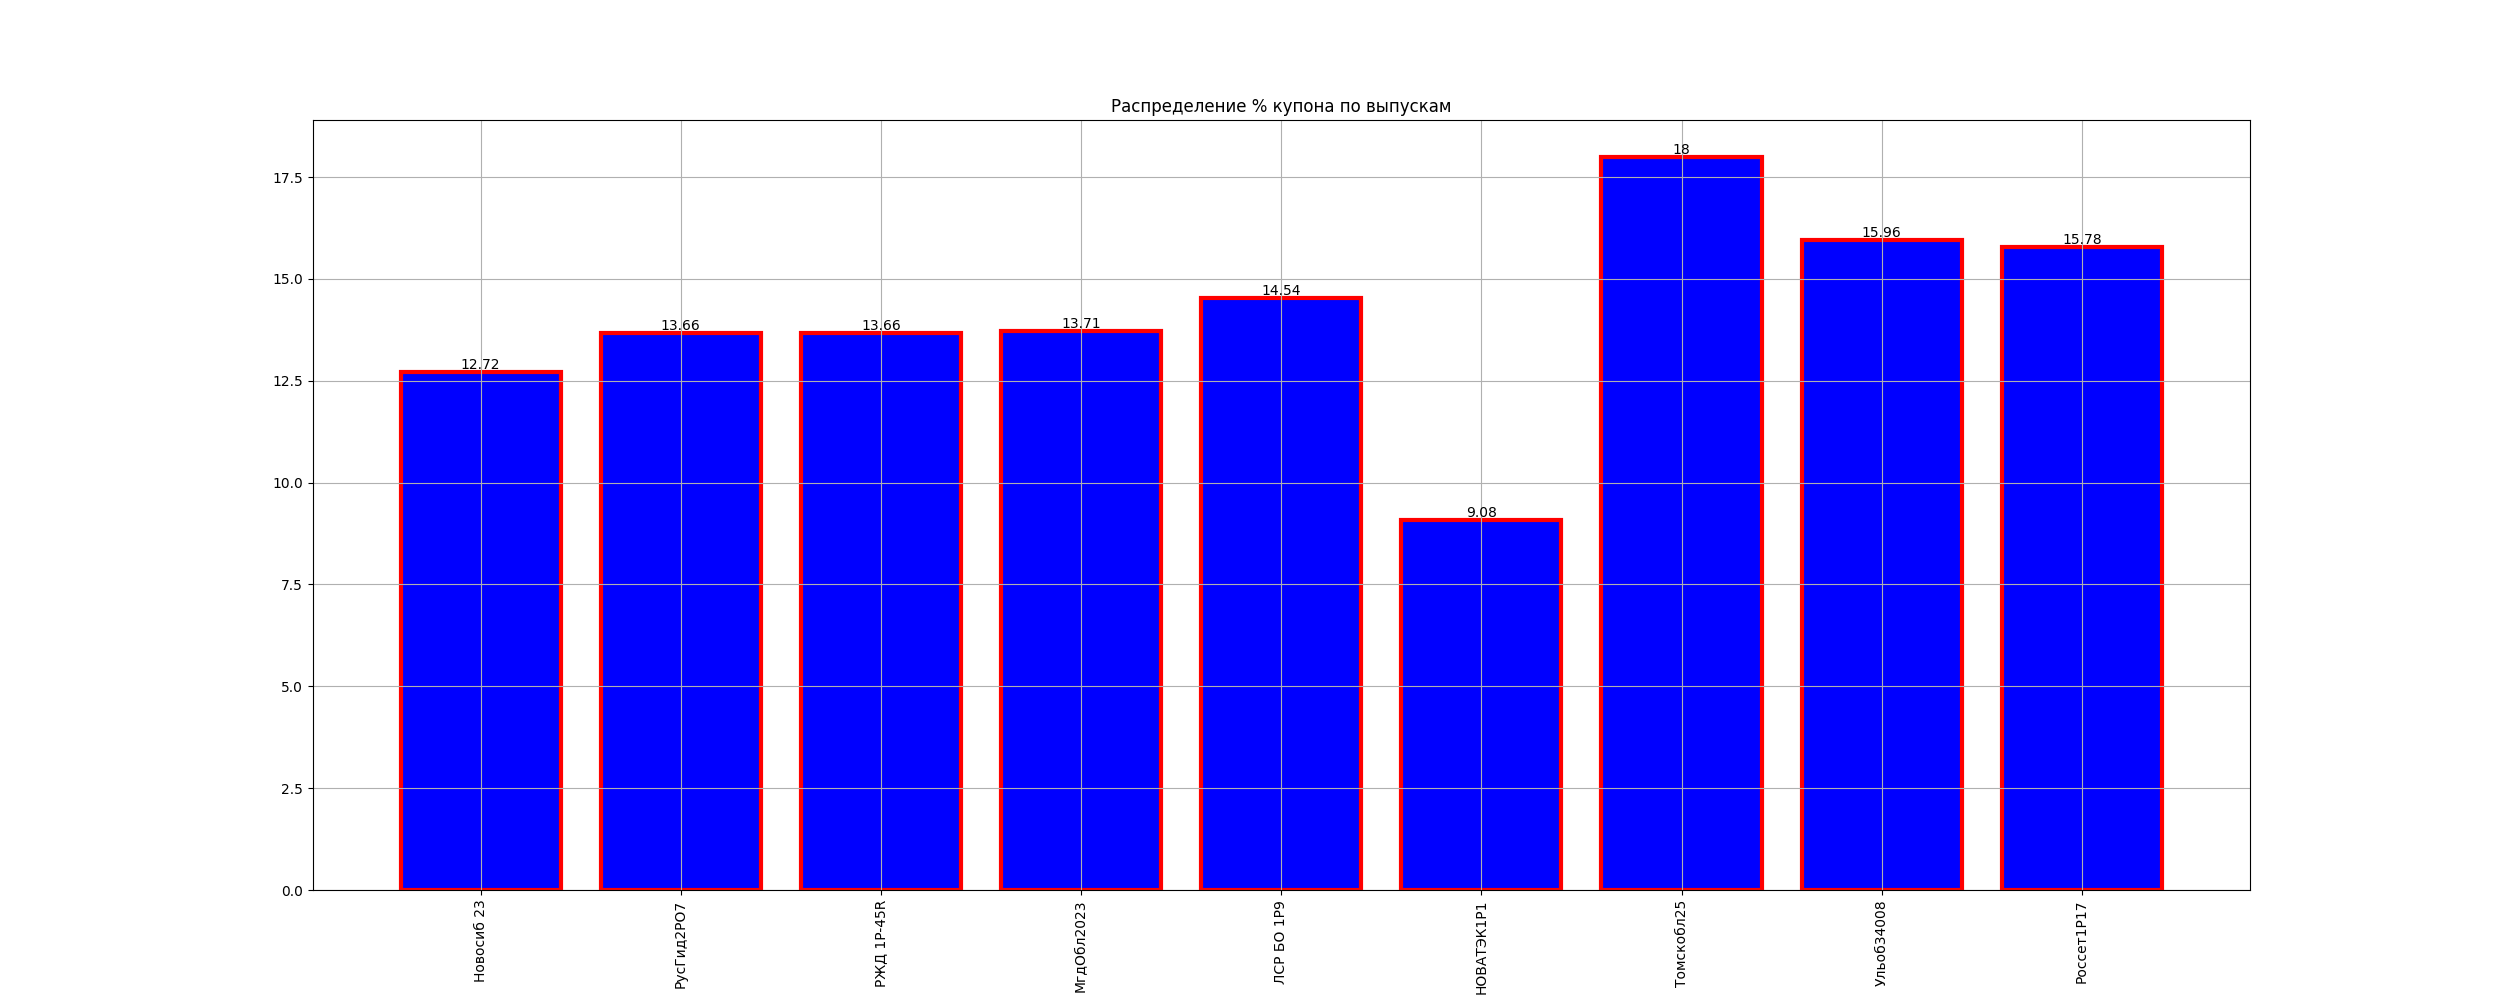 Распределение % купона по выпускам
17.5
15.0
12.5
10.0
7.5
5.0
2.5
0.0
12.72
13.66
13.66
13.71
14.54
9.08
18
15.96
15.78
Новосиб 23
РусГид2РО7
РЖД 1Р-45R
МгдОбл2023
ЛСР БО 1Р9
НОВАТЭК1Р1
Томскобл25
Ульоб34008
Россет1Р17